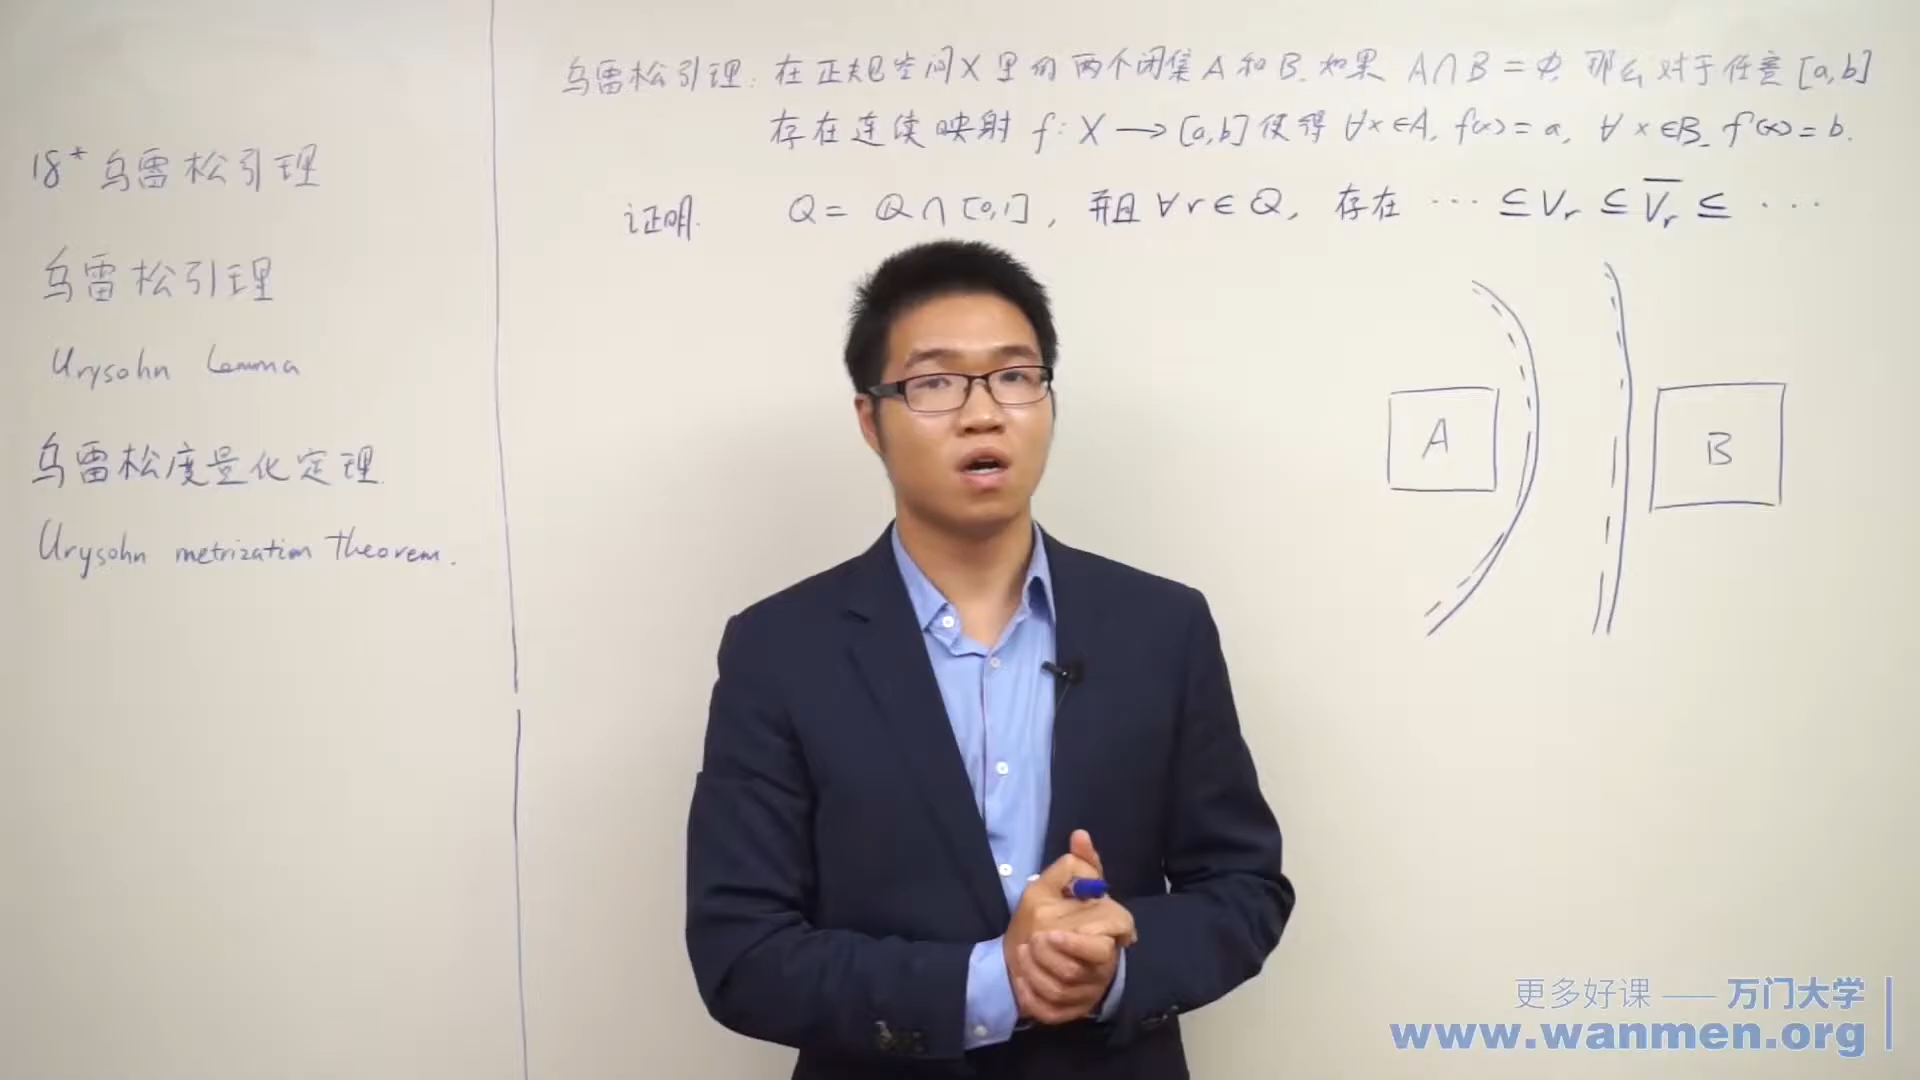 18* 乌雷松引理
乌雷松引理
Urysohn Lemma
乌雷松度量化定理
Urysohn metrization Theorem.
乌雷松引理: 在正规空间X里的两个闭集A和B. 如果 A∩B=Φ, 那么对于任意[a,b]
存在连续映射 f: X → [a,b] 使得 ∀x∈A, f(x)=a, ∀x∈B, f(x)=b.
证明. Q = ℚ∩[0,1], 并且∀r∈Q, 存在 … ⊆ Vr ⊆ V̅r ⊆ …
A
B
更多好课 —— 万门大学
www.wanmen.org